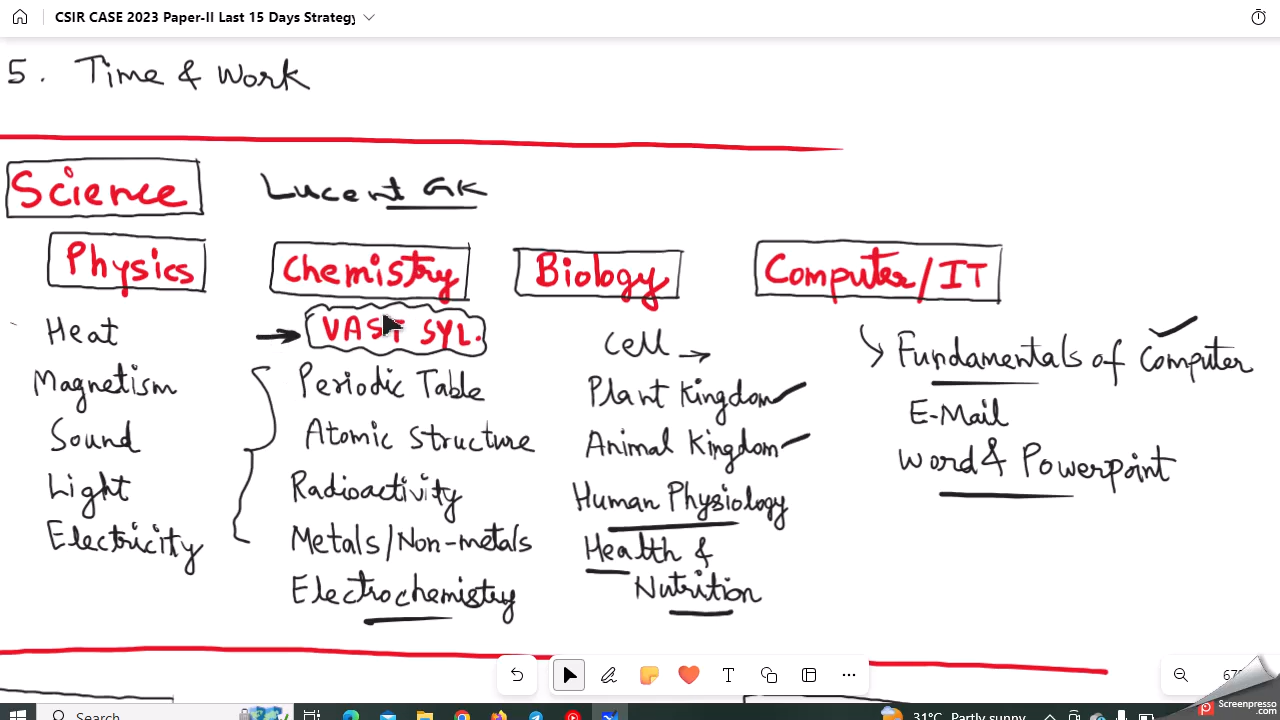 CSIR CASE 2023 Paper-II Last 15 Days Strategy
5. Time & Work
Science
Lucent GK
Physics
Heat
Magnetism
Sound
Light
Electricity
Chemistry
VAST SYL.
Periodic Table
Atomic Structure
Radioactivity
Metals/Non-metals
Electrochemistry
Biology
Cell
Plant Kingdom
Animal Kingdom
Human Physiology
Health &
Nutrition
Computer/IT
Fundamentals of Computer
E-Mail
Word & Powerpoint
T
Search
31°C Partly sunny
Screenpresso
.com